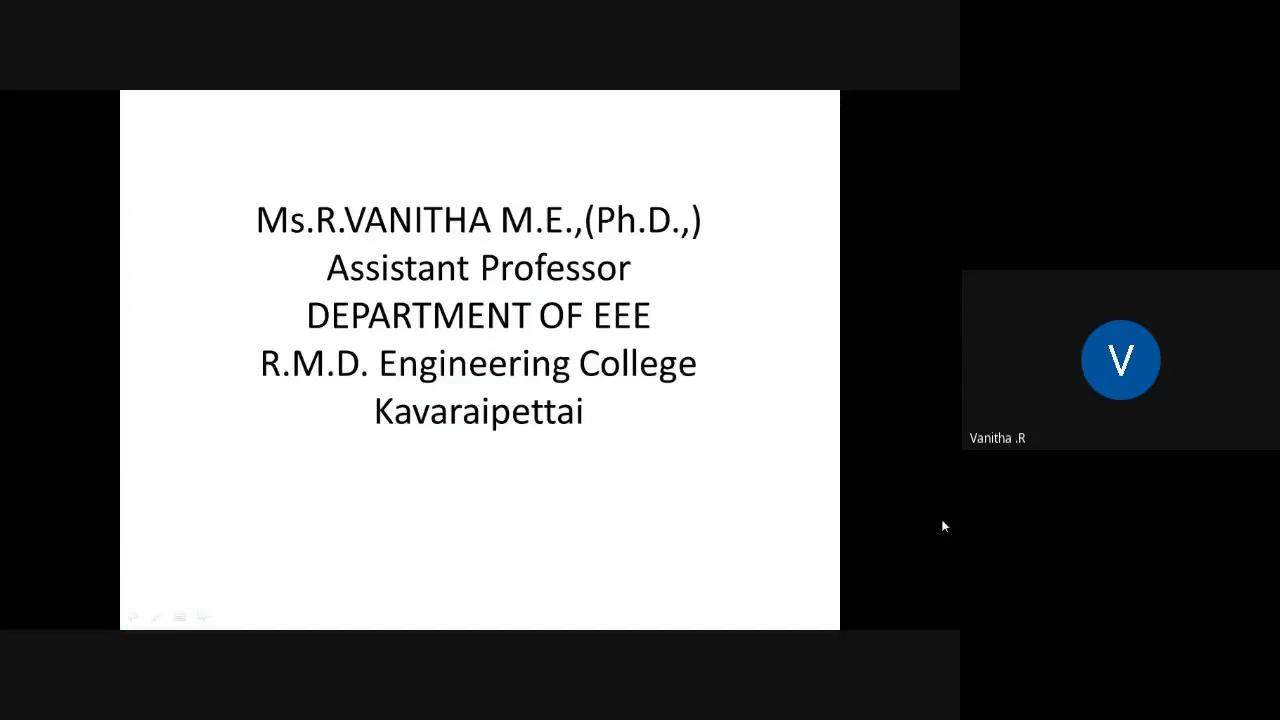 Ms.R.VANITHA M.E.,(Ph.D.,)
Assistant Professor
DEPARTMENT OF EEE
R.M.D. Engineering College
Kavaraipettai
V
Vanitha .R